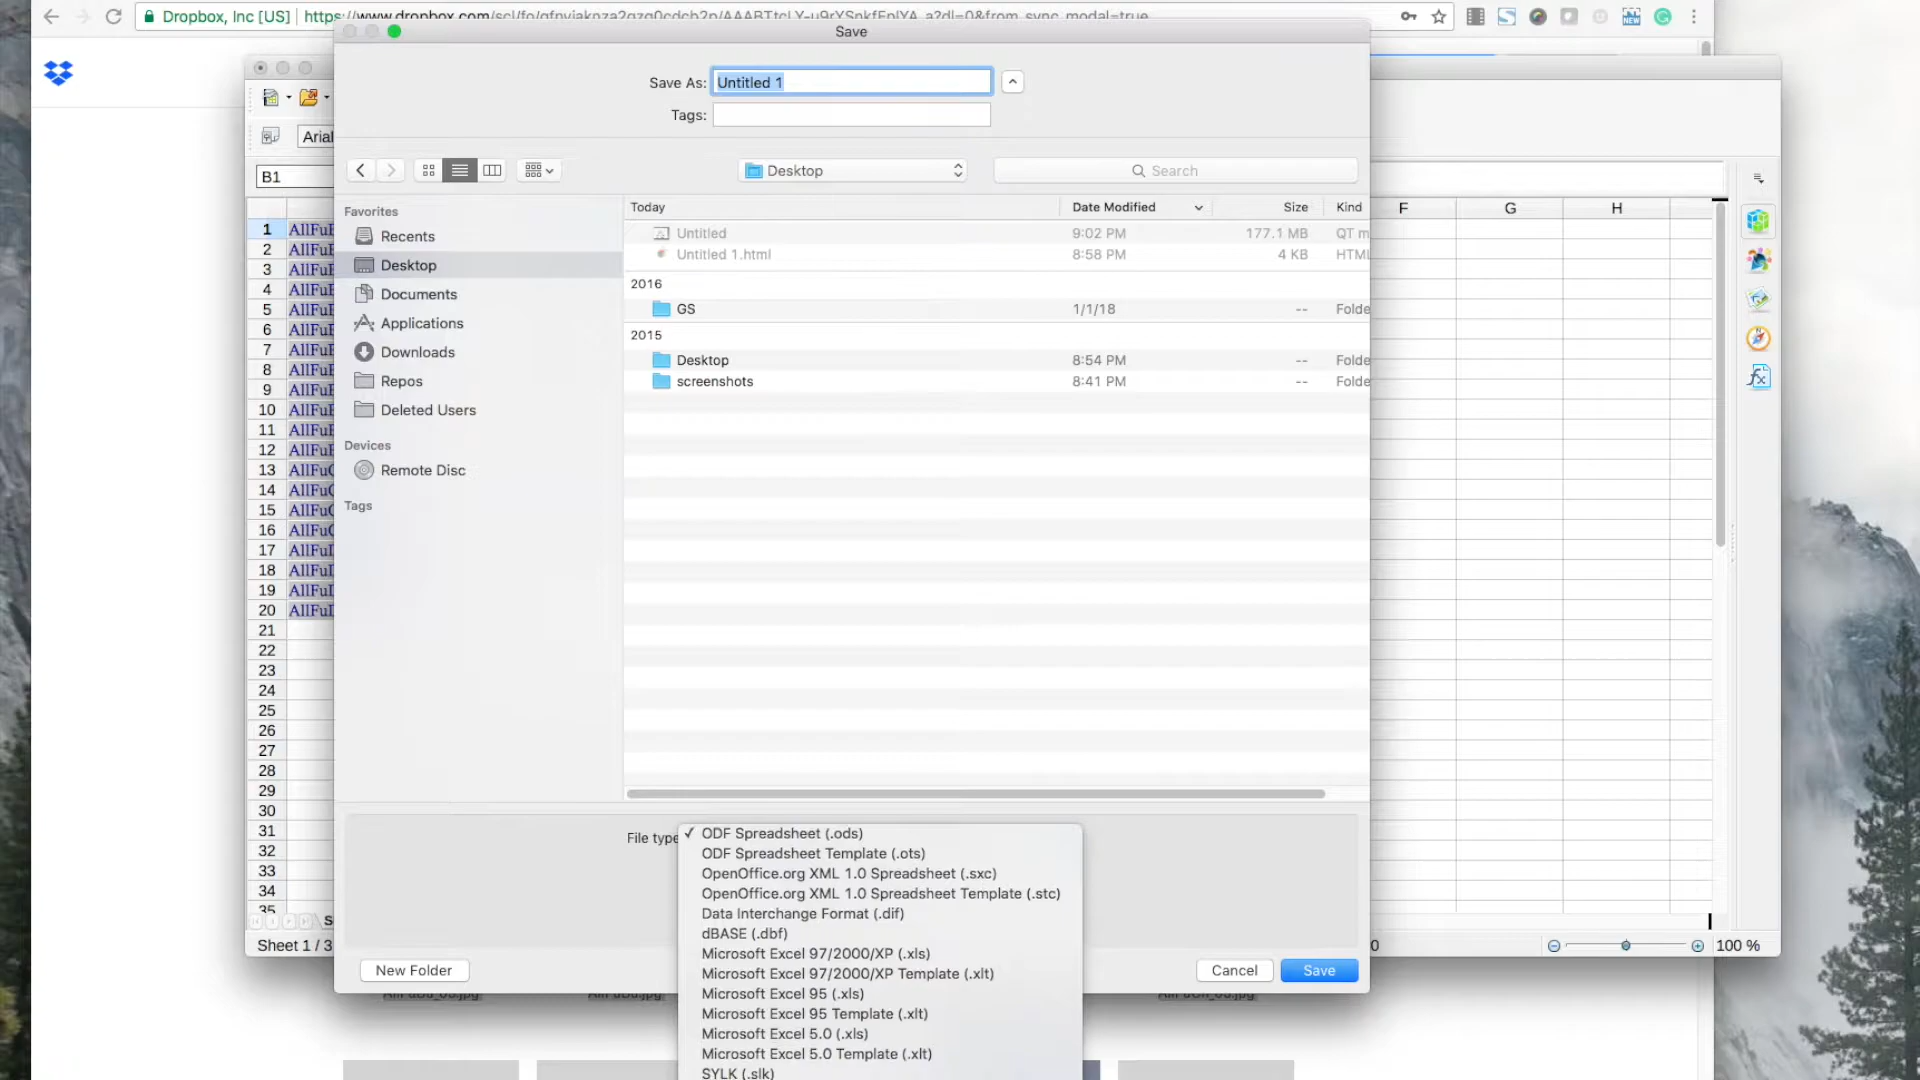 Dropbox, Inc [US]
Save
Save As: Untitled 1
Tags:
Arial
B1
Desktop
Search
Favorites
Recents
Desktop
Documents
Applications
Downloads
Repos
Deleted Users
Devices
Remote Disc
Tags
Today Date Modified Size Kind
Untitled 9:02 PM 177.1 MB QT m
Untitled 1.html 8:58 PM 4 KB HTML
2016
GS 1/1/18 -- Folde
2015
Desktop 8:54 PM -- Folde
screenshots 8:41 PM -- Folde
F G H
1 AllFuB
2
3
4
5
6
7
8
9
10
11
12
13
14
15
16
17
18
19
20
21
22
23
24
25
26
27
28
29
30
31
32
33
34
35
File type
✓ ODF Spreadsheet (.ods)
ODF Spreadsheet Template (.ots)
OpenOffice.org XML 1.0 Spreadsheet (.sxc)
OpenOffice.org XML 1.0 Spreadsheet Template (.stc)
Data Interchange Format (.dif)
dBASE (.dbf)
Microsoft Excel 97/2000/XP (.xls)
Microsoft Excel 97/2000/XP Template (.xlt)
Microsoft Excel 95 (.xls)
Microsoft Excel 95 Template (.xlt)
Microsoft Excel 5.0 (.xls)
Microsoft Excel 5.0 Template (.xlt)
SYLK (.slk)
New Folder
Cancel
Save
Sheet 1 / 3
100 %